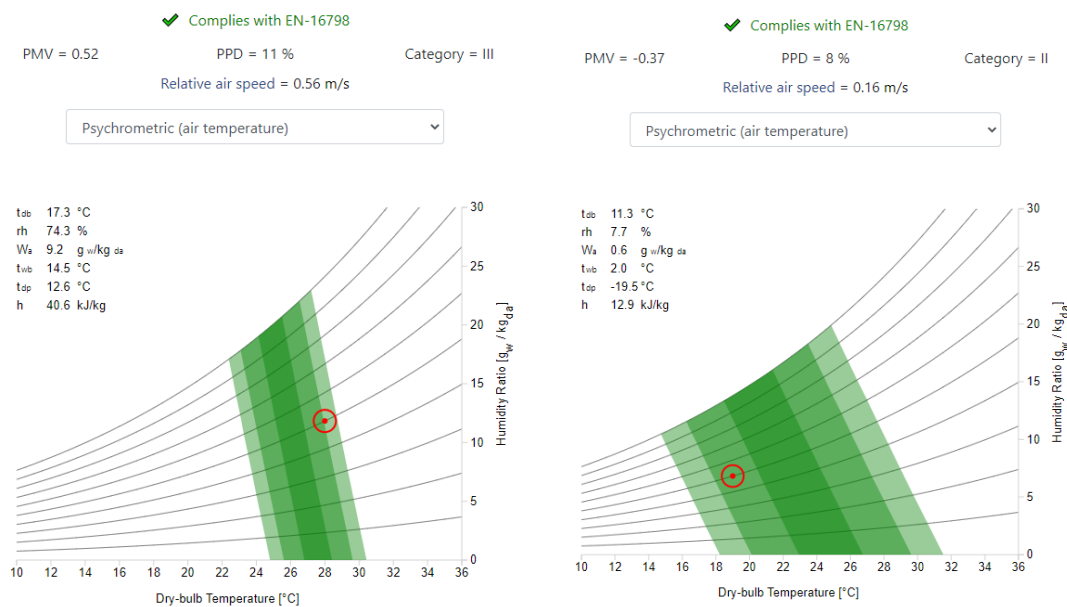 ✔ Complies with EN-16798
PMV = 0.52 PPD = 11 % Category = III
Relative air speed = 0.56 m/s
Psychrometric (air temperature)
tdb 17.3 °C
rh 74.3 %
Wa 9.2 g w/kg da
twb 14.5 °C
tdp 12.6 °C
h 40.6 kJ/kg
30
25
20
15
10
5
0
Humidity Ratio [gw / kgda]
10 12 14 16 18 20 22 24 26 28 30 32 34 36
Dry-bulb Temperature [°C]
✔ Complies with EN-16798
PMV = -0.37 PPD = 8 % Category = II
Relative air speed = 0.16 m/s
Psychrometric (air temperature)
tdb 11.3 °C
rh 7.7 %
Wa 0.6 g w/kg da
twb 2.0 °C
tdp -19.5 °C
h 12.9 kJ/kg
30
25
20
15
10
5
0
Humidity Ratio [gw / kgda]
10 12 14 16 18 20 22 24 26 28 30 32 34 36
Dry-bulb Temperature [°C]